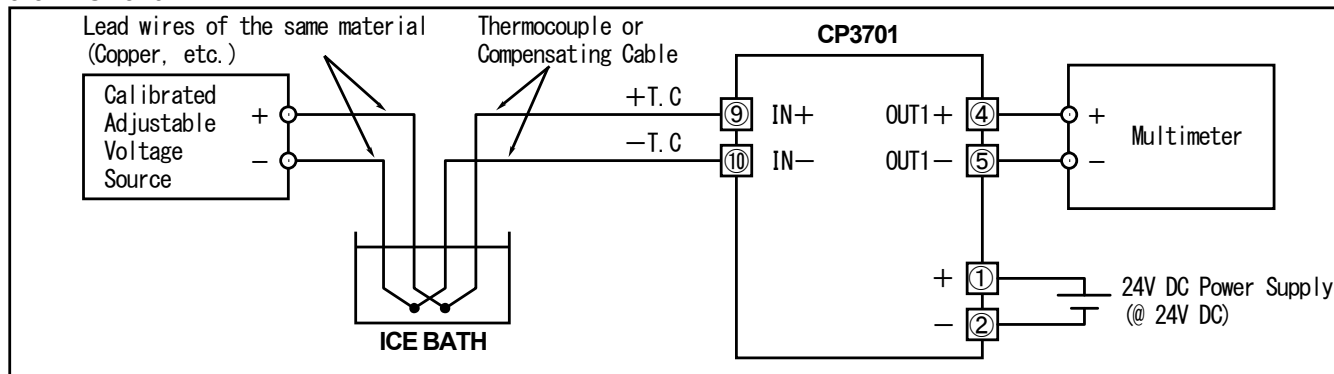 Lead wires of the same material
(Copper, etc.)
Thermocouple or
Compensating Cable
CP3701
Calibrated
Adjustable
Voltage
Source
+
−
+T.C
−T.C
⑨ IN+
⑩ IN−
OUT1+ ④
OUT1− ⑤
+
−
Multimeter
+ ①
− ②
24V DC Power Supply
(@ 24V DC)
ICE BATH